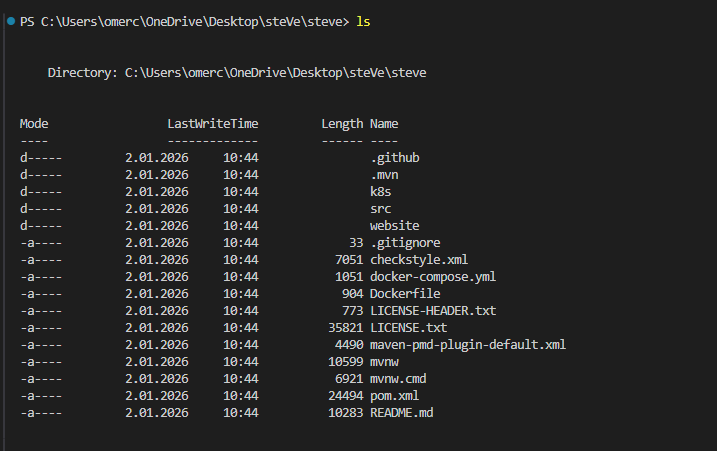 PS C:\Users\omerc\OneDrive\Desktop\steVe\steve> ls
Directory: C:\Users\omerc\OneDrive\Desktop\steVe\steve
Mode LastWriteTime Length Name
---- ------------- ------ ----
d----- 2.01.2026 10:44 .github
d----- 2.01.2026 10:44 .mvn
d----- 2.01.2026 10:44 k8s
d----- 2.01.2026 10:44 src
d----- 2.01.2026 10:44 website
-a---- 2.01.2026 10:44 33 .gitignore
-a---- 2.01.2026 10:44 7051 checkstyle.xml
-a---- 2.01.2026 10:44 1051 docker-compose.yml
-a---- 2.01.2026 10:44 904 Dockerfile
-a---- 2.01.2026 10:44 773 LICENSE-HEADER.txt
-a---- 2.01.2026 10:44 35821 LICENSE.txt
-a---- 2.01.2026 10:44 4490 maven-pmd-plugin-default.xml
-a---- 2.01.2026 10:44 10599 mvnw
-a---- 2.01.2026 10:44 6921 mvnw.cmd
-a---- 2.01.2026 10:44 24494 pom.xml
-a---- 2.01.2026 10:44 10283 README.md